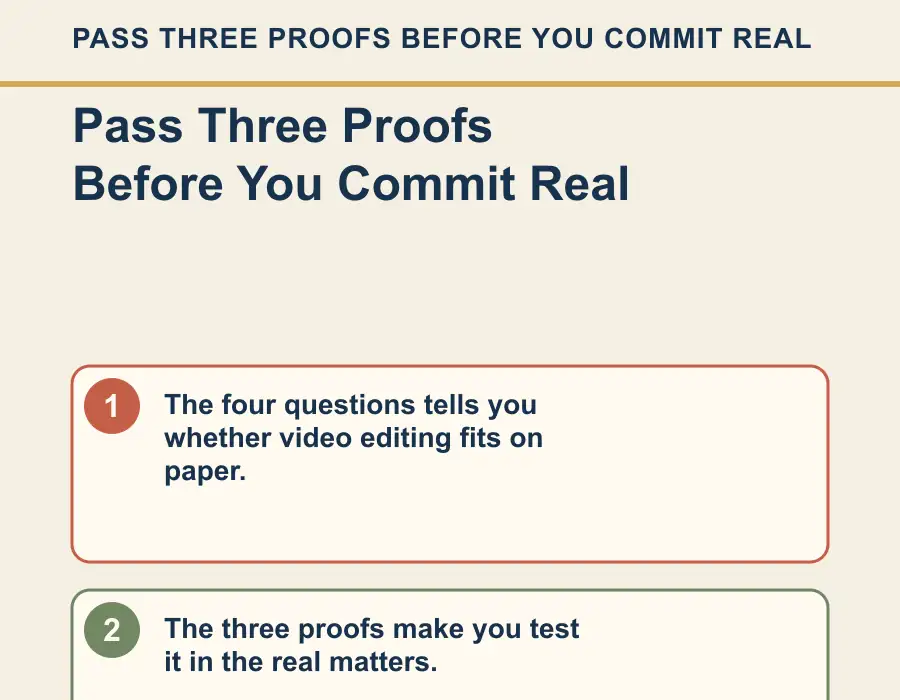 PASS THREE PROOFS BEFORE YOU COMMIT REAL
Pass Three Proofs
Before You Commit Real
1
The four questions tells you
whether video editing fits on
paper.
2
The three proofs make you test
it in the real matters.